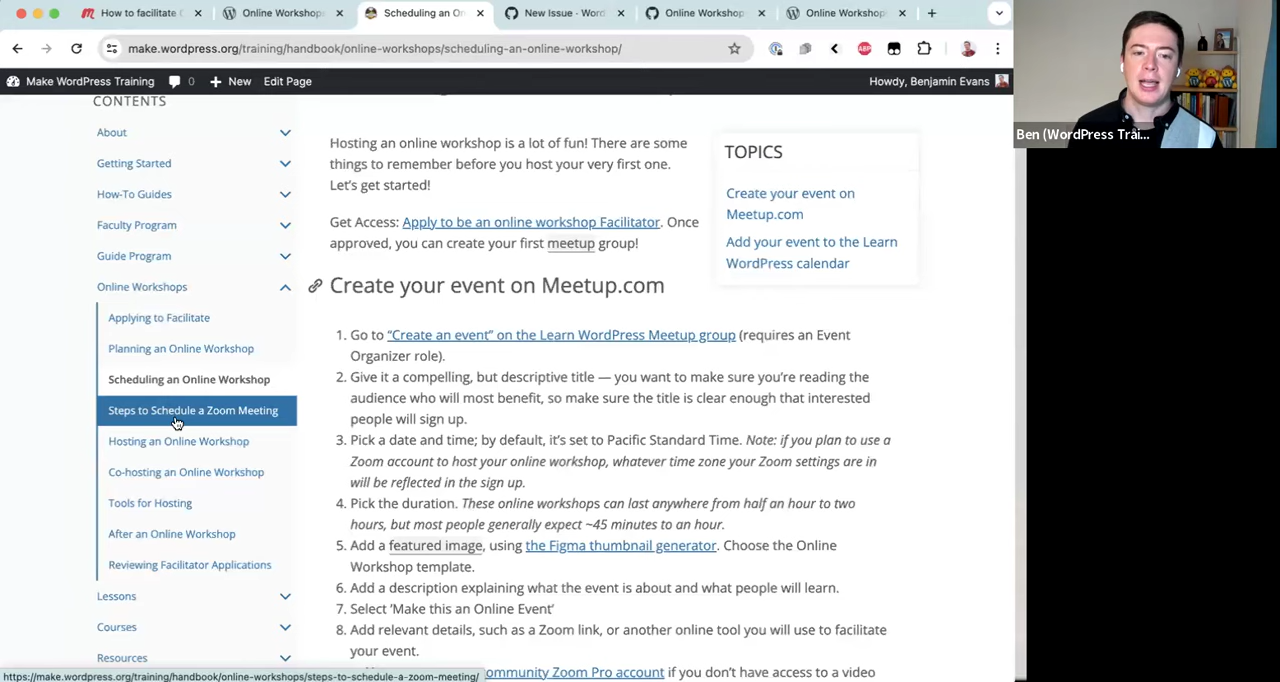 How to facilitate
Online Workshops
Scheduling an On
New Issue · Word
Online Workshop
Online Workshop
make.wordpress.org/training/handbook/online-workshops/scheduling-an-online-workshop/
Make WordPress Training 0 New Edit Page Howdy, Benjamin Evans
CONTENTS
About
Getting Started
How-To Guides
Faculty Program
Guide Program
Online Workshops
Applying to Facilitate
Planning an Online Workshop
Scheduling an Online Workshop
Steps to Schedule a Zoom Meeting
Hosting an Online Workshop
Co-hosting an Online Workshop
Tools for Hosting
After an Online Workshop
Reviewing Facilitator Applications
Lessons
Courses
Resources
Hosting an online workshop is a lot of fun! There are some
things to remember before you host your very first one.
Let's get started!
Get Access: Apply to be an online workshop Facilitator. Once
approved, you can create your first meetup group!
TOPICS
Create your event on
Meetup.com
Add your event to the Learn
WordPress calendar
Create your event on Meetup.com
1. Go to “Create an event” on the Learn WordPress Meetup group (requires an Event
Organizer role).
2. Give it a compelling, but descriptive title — you want to make sure you're reading the
audience who will most benefit, so make sure the title is clear enough that interested
people will sign up.
3. Pick a date and time; by default, it's set to Pacific Standard Time. Note: if you plan to use a
Zoom account to host your online workshop, whatever time zone your Zoom settings are in
will be reflected in the sign up.
4. Pick the duration. These online workshops can last anywhere from half an hour to two
hours, but most people generally expect ~45 minutes to an hour.
5. Add a featured image, using the Figma thumbnail generator. Choose the Online
Workshop template.
6. Add a description explaining what the event is about and what people will learn.
7. Select 'Make this an Online Event'
8. Add relevant details, such as a Zoom link, or another online tool you will use to facilitate
your event.
community Zoom Pro account if you don't have access to a video
https://make.wordpress.org/training/handbook/online-workshops/steps-to-schedule-a-zoom-meeting/
Ben (WordPress Trai...
ABP